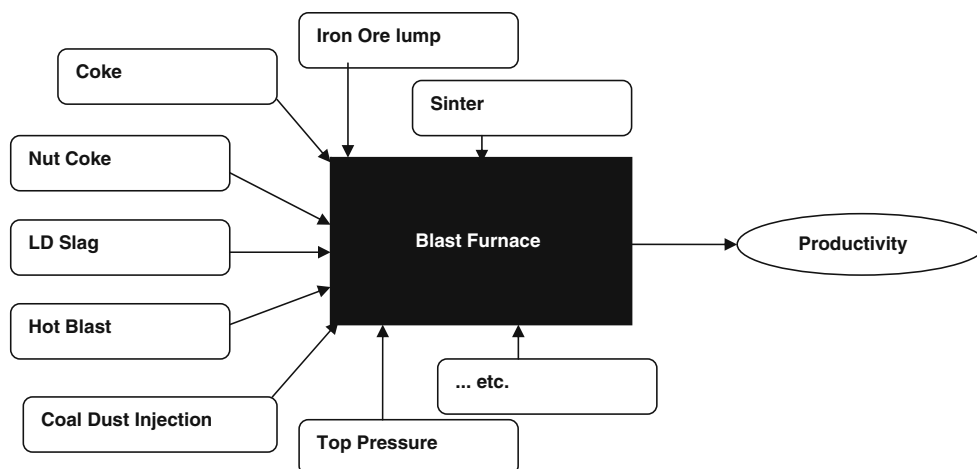 Iron Ore lump
Coke
Sinter
Nut Coke
LD Slag
Blast Furnace
Productivity
Hot Blast
... etc.
Coal Dust Injection
Top Pressure